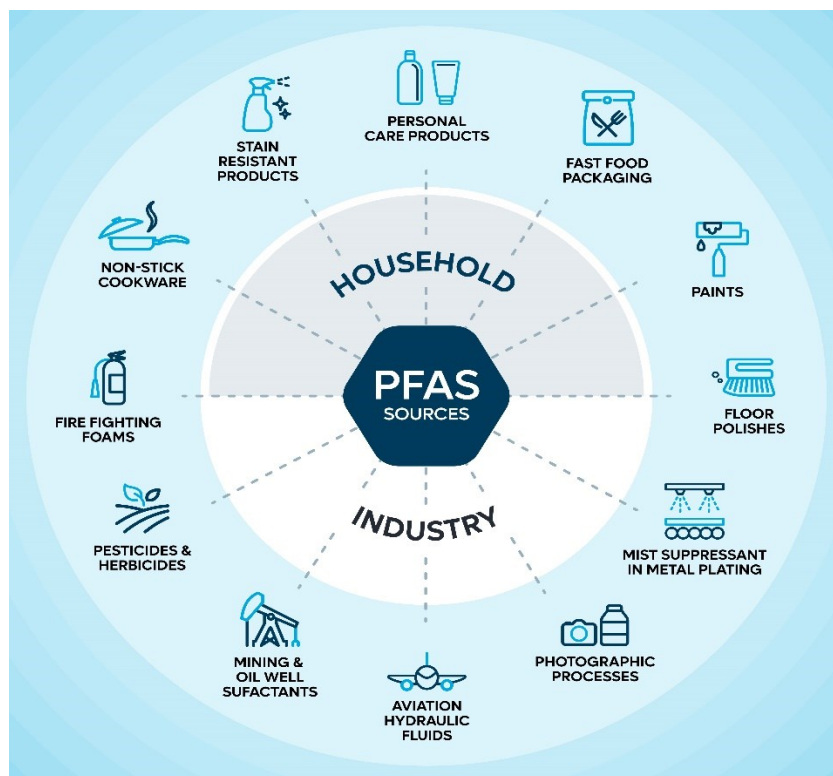 PERSONAL
CARE PRODUCTS
STAIN
RESISTANT
PRODUCTS
FAST FOOD
PACKAGING
NON-STICK
COOKWARE
PAINTS
HOUSEHOLD
PFAS
SOURCES
FIRE FIGHTING
FOAMS
FLOOR
POLISHES
INDUSTRY
PESTICIDES &
HERBICIDES
MIST SUPPRESSANT
IN METAL PLATING
MINING &
OIL WELL
SUFACTANTS
PHOTOGRAPHIC
PROCESSES
AVIATION
HYDRAULIC
FLUIDS